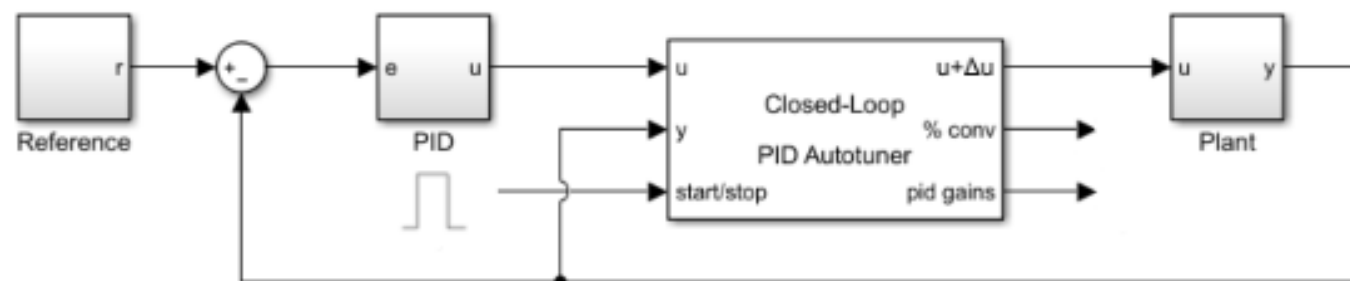 r
Reference
+
-
e
u
PID
u
y
start/stop
Closed-Loop
PID Autotuner
u+Δu
% conv
pid gains
u
y
Plant